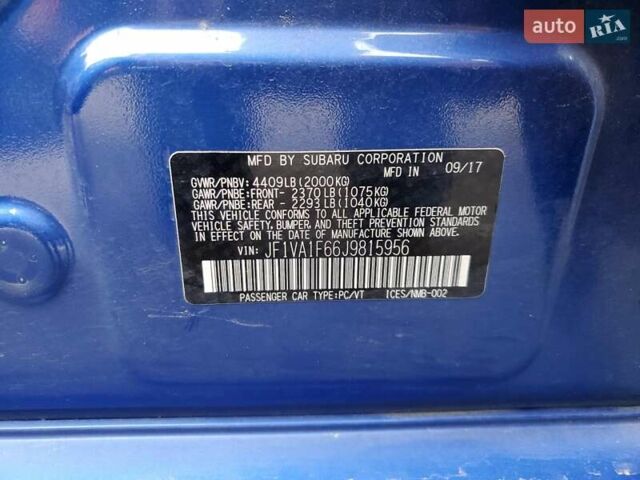 auto RIA.com
MFD BY SUBARU CORPORATION
MFD IN 09/17
GVWR/PNBV: 4409LB(2000KG)
GAWR/PNBE:FRONT- 2370LB(1075KG)
GAWR/PNBE:REAR - 2293LB(1040KG)
THIS VEHICLE CONFORMS TO ALL APPLICABLE FEDERAL MOTOR
VEHICLE SAFETY, BUMPER, AND THEFT PREVENTION STANDARDS
IN EFFECT ON THE DATE OF MANUFACTURE SHOWN ABOVE.
VIN: JF1VA1F66J9815956
PASSENGER CAR TYPE:PC/VT ICES/NMB-002